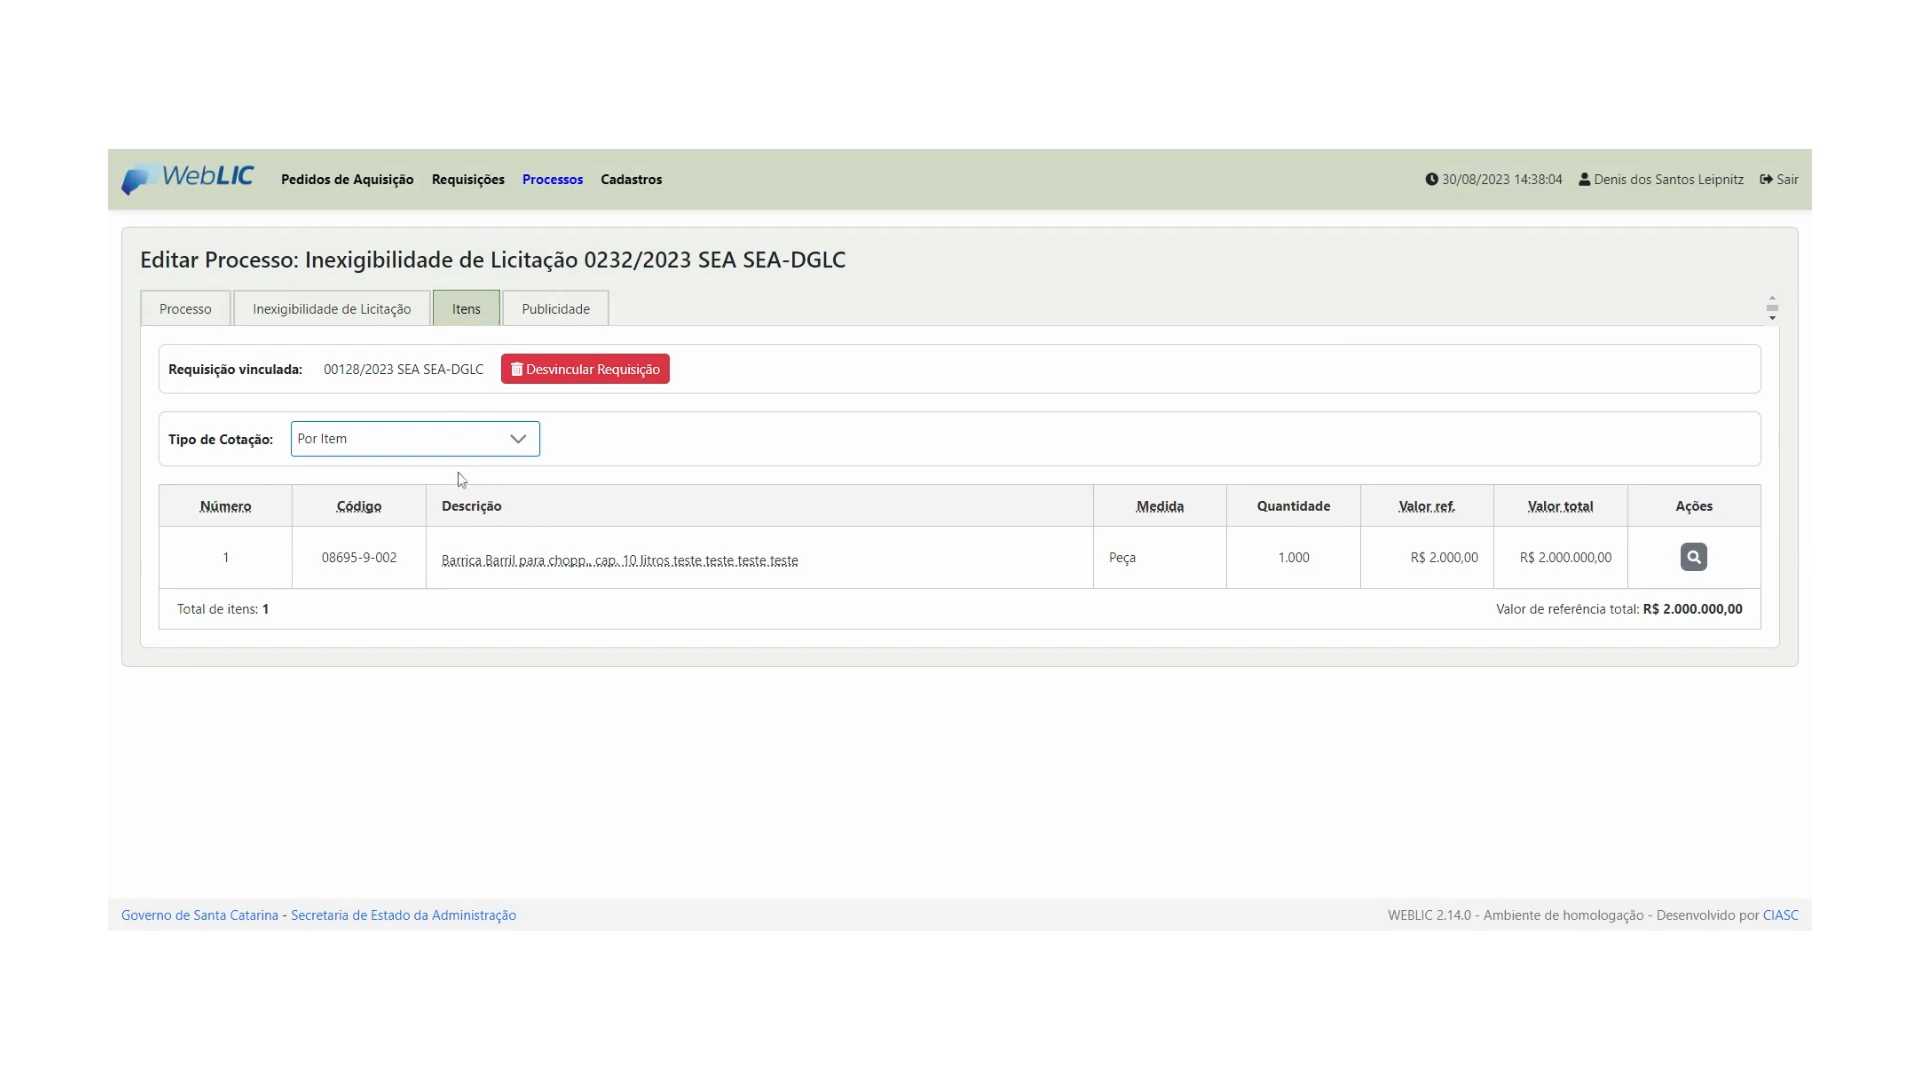 WebLIC Pedidos de Aquisição Requisições Processos Cadastros 30/08/2023 14:38:04 Denis dos Santos Leipnitz Sair
Editar Processo: Inexigibilidade de Licitação 0232/2023 SEA SEA-DGLC
Processo Inexigibilidade de Licitação Itens Publicidade
Requisição vinculada: 00128/2023 SEA SEA-DGLC Desvincular Requisição
Tipo de Cotação: Por Item
Número Código Descrição Medida Quantidade Valor ref. Valor total Ações
1 08695-9-002 Barrica Barril para chopp., cap. 10 litros teste teste teste teste Peça 1.000 R$ 2.000,00 R$ 2.000.000,00
Total de itens: 1 Valor de referência total: R$ 2.000.000,00
Governo de Santa Catarina - Secretaria de Estado da Administração WEBLIC 2.14.0 - Ambiente de homologação - Desenvolvido por CIASC